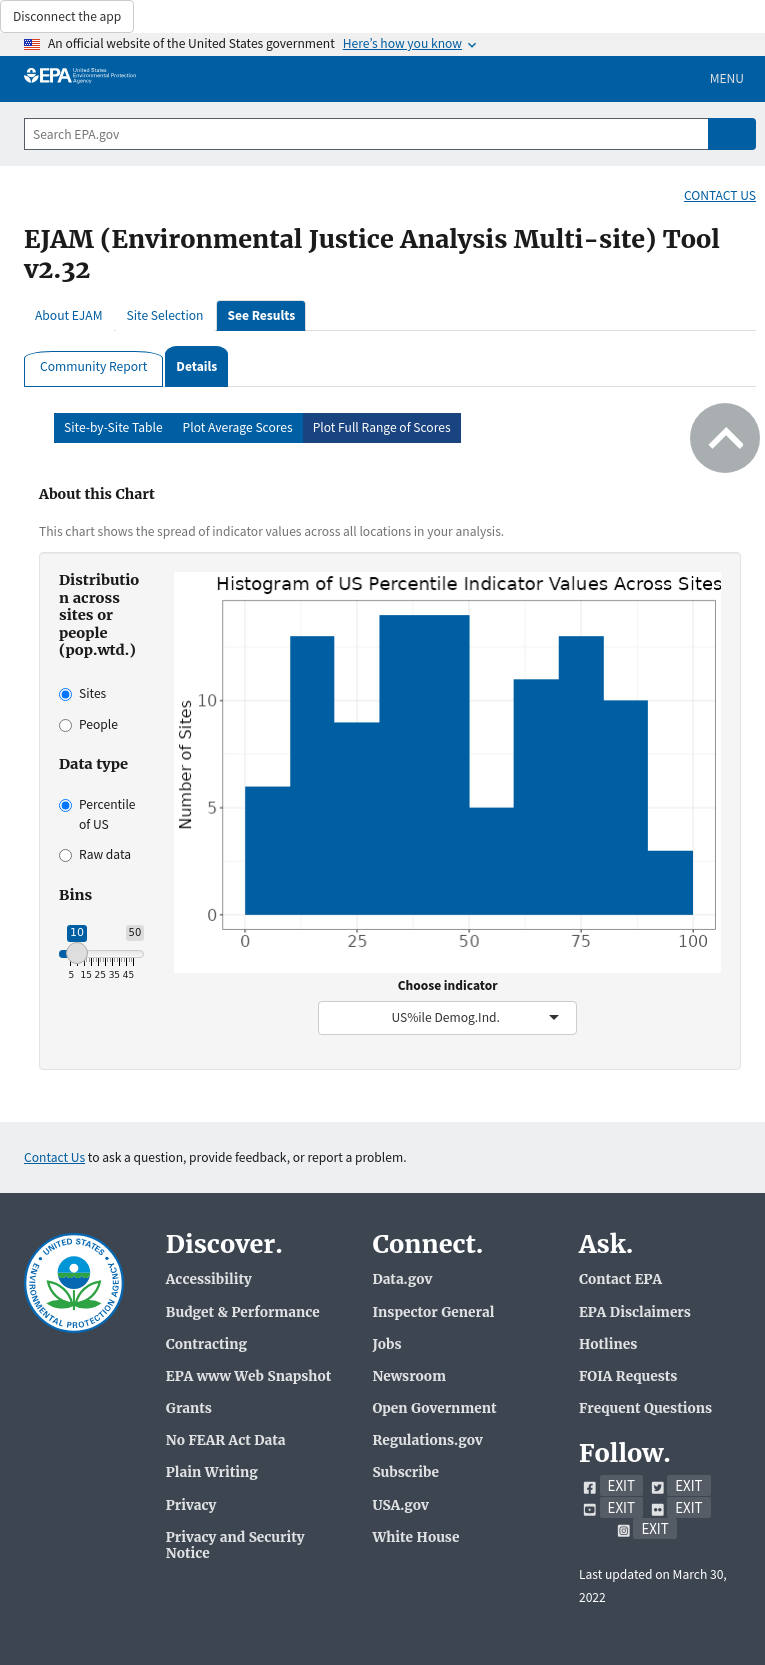 Disconnect the app
An official website of the United States government Here's how you know
EPA United States Environmental Protection Agency
MENU
Search EPA.gov
CONTACT US
EJAM (Environmental Justice Analysis Multi-site) Tool
v2.32
About EJAM Site Selection See Results
Community Report Details
Site-by-Site Table Plot Average Scores Plot Full Range of Scores
About this Chart
This chart shows the spread of indicator values across all locations in your analysis.
Distributio
n across
sites or
people
(pop.wtd.)
Sites
People
Data type
Percentile
of US
Raw data
Bins
10 50
5 15 25 35 45
Histogram of US Percentile Indicator Values Across Sites
Number of Sites
10
5
0
0 25 50 75 100
Choose indicator
US%ile Demog.Ind.
Contact Us to ask a question, provide feedback, or report a problem.
UNITED STATES
ENVIRONMENTAL PROTECTION AGENCY
Discover.
Accessibility
Budget & Performance
Contracting
EPA www Web Snapshot
Grants
No FEAR Act Data
Plain Writing
Privacy
Privacy and Security
Notice
Connect.
Data.gov
Inspector General
Jobs
Newsroom
Open Government
Regulations.gov
Subscribe
USA.gov
White House
Ask.
Contact EPA
EPA Disclaimers
Hotlines
FOIA Requests
Frequent Questions
Follow.
EXIT EXIT
EXIT EXIT
EXIT
Last updated on March 30,
2022